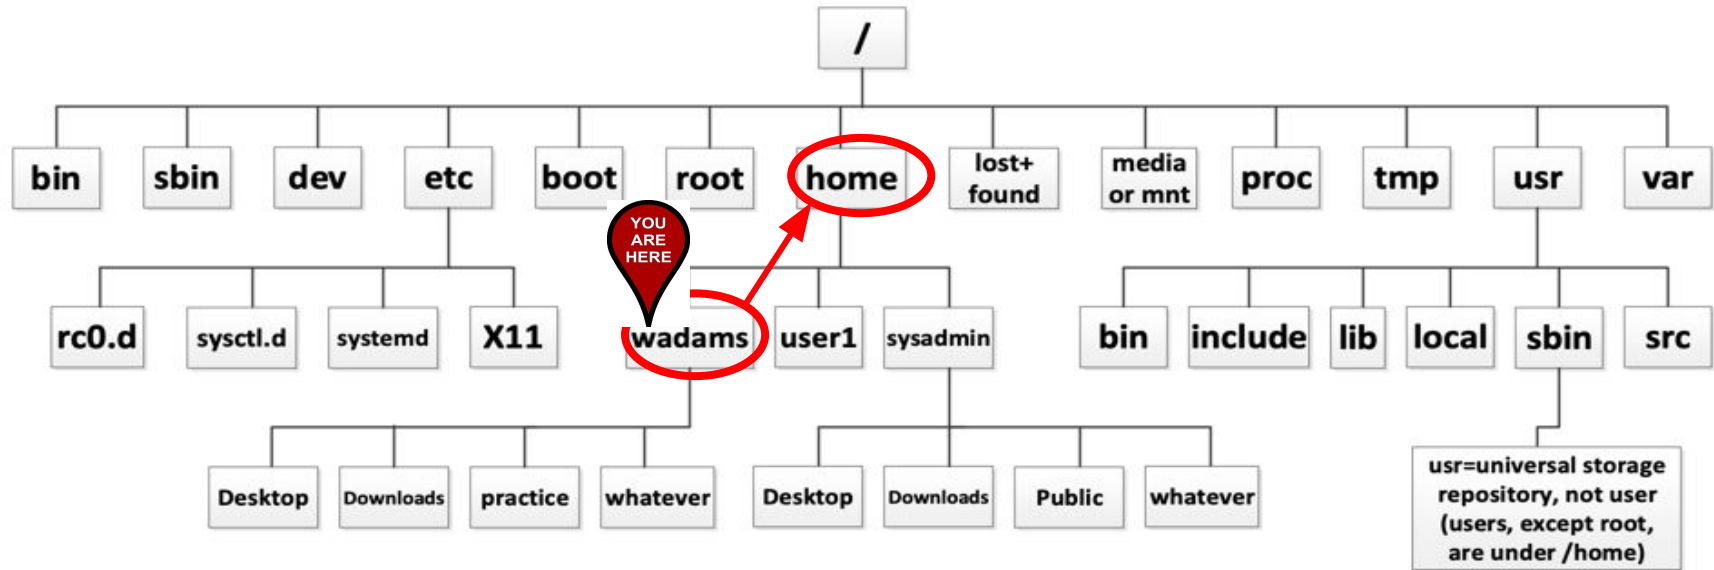 /
bin
sbin
dev
etc
boot
root
home
lost+
found
media
or mnt
proc
tmp
usr
var
YOU
ARE
HERE
rc0.d
sysctl.d
systemd
X11
wadams
user1
sysadmin
bin
include
lib
local
sbin
src
Desktop
Downloads
practice
whatever
Desktop
Downloads
Public
whatever
usr=universal storage
repository, not user
(users, except root,
are under /home)